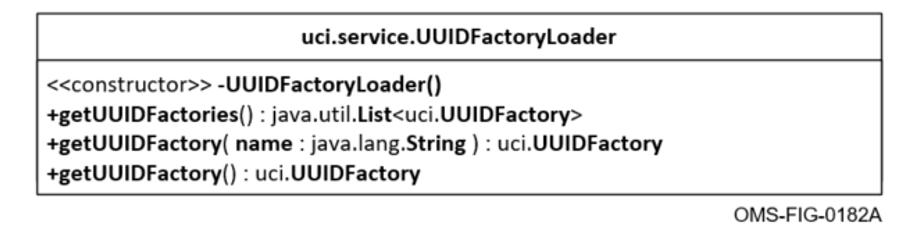 uci.service.UUIDFactoryLoader
<<constructor>> -UUIDFactoryLoader()
+getUUIDFactories() : java.util.List<uci.UUIDFactory>
+getUUIDFactory( name : java.lang.String ) : uci.UUIDFactory
+getUUIDFactory() : uci.UUIDFactory
OMS-FIG-0182A